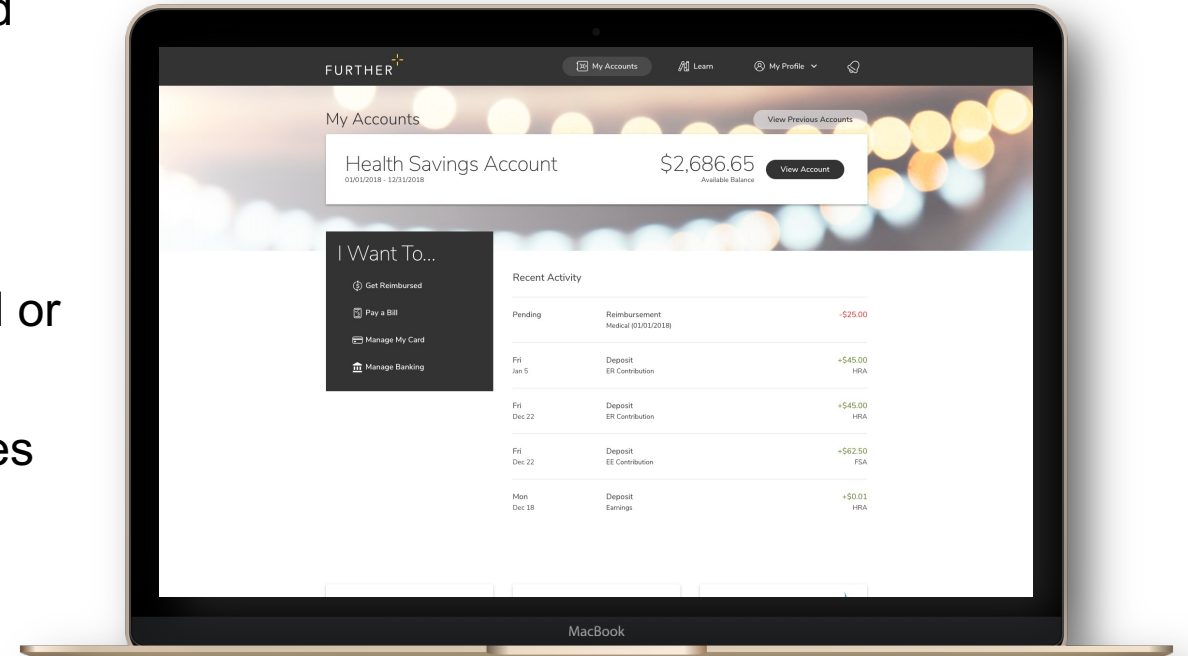 d
l or
es
FURTHER
My Accounts
Learn
My Profile
My Accounts
View Previous Accounts
Health Savings Account
01/01/2018 - 12/31/2018
$2,686.65
Available Balance
View Account
I Want To...
Get Reimbursed
Pay a Bill
Manage My Card
Manage Banking
Recent Activity
Pending Reimbursement -$25.00
Medical (01/01/2018)
Fri Deposit +$45.00
Jan 5 ER Contribution HRA
Fri Deposit +$45.00
Dec 22 ER Contribution HRA
Fri Deposit +$62.50
Dec 22 EE Contribution FSA
Mon Deposit +$0.01
Dec 18 Earnings HRA
MacBook